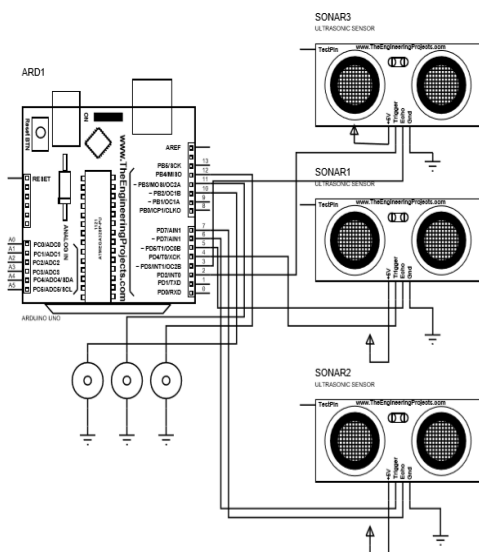 SONAR3
ULTRASONIC SENSOR
TestPin
www.TheEngineeringProjects.com
+5V
Trigger
Echo
Gnd
ARD1
Reset BTN
ON
www.TheEngineeringProjects.com
RESET
ANALOG IN
A0
A1
A2
A3
A4
A5
PC0/ADC0
PC1/ADC1
PC2/ADC2
PC3/ADC3
PC4/ADC4/SDA
PC5/ADC5/SCL
AREF
PB5/SCK
PB4/MISO
~ PB3/MOSI/OC2A
~ PB2/OC1B
~ PB1/OC1A
PB0/ICP1/CLKO
13
12
11
10
9
8
PD7/AIN1
~ PD7/AIN1
~ PD5/T1/OC0B
PD4/T0/XCK
~ PD3/INT1/OC2B
PD2/INT0
PD1/TXD
PD0/RXD
7
6
5
4
3
2
1
0
ARDUINO UNO
SONAR1
ULTRASONIC SENSOR
TestPin
www.TheEngineeringProjects.com
+5V
Trigger
Echo
Gnd
SONAR2
ULTRASONIC SENSOR
TestPin
www.TheEngineeringProjects.com
+5V
Trigger
Echo
Gnd